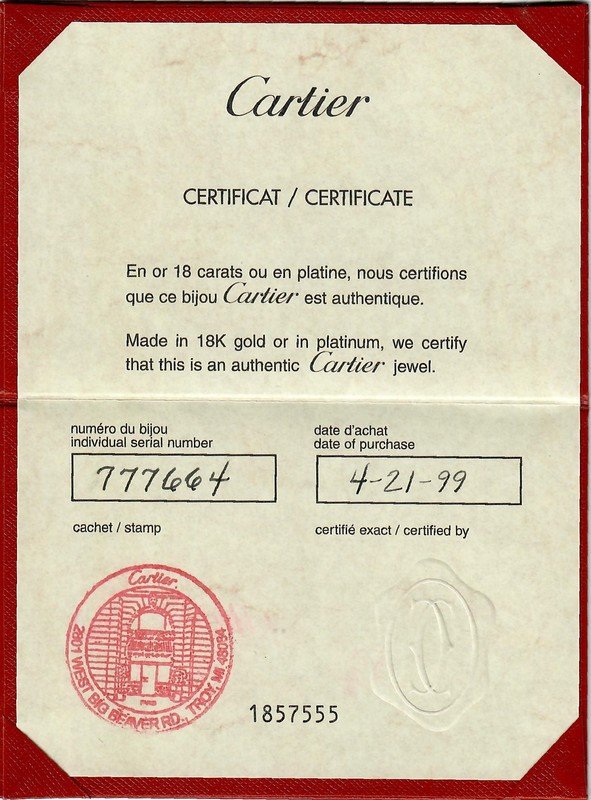 Cartier
CERTIFICAT / CERTIFICATE
En or 18 carats ou en platine, nous certifions
que ce bijou Cartier est authentique.
Made in 18K gold or in platinum, we certify
that this is an authentic Cartier jewel.
numéro du bijou
individual serial number
777664
date d'achat
date of purchase
4-21-99
cachet / stamp
certifié exact / certified by
Cartier
PARIS
2801 WEST BIG BEAVER RD., TROY, MI. 48084
1857555